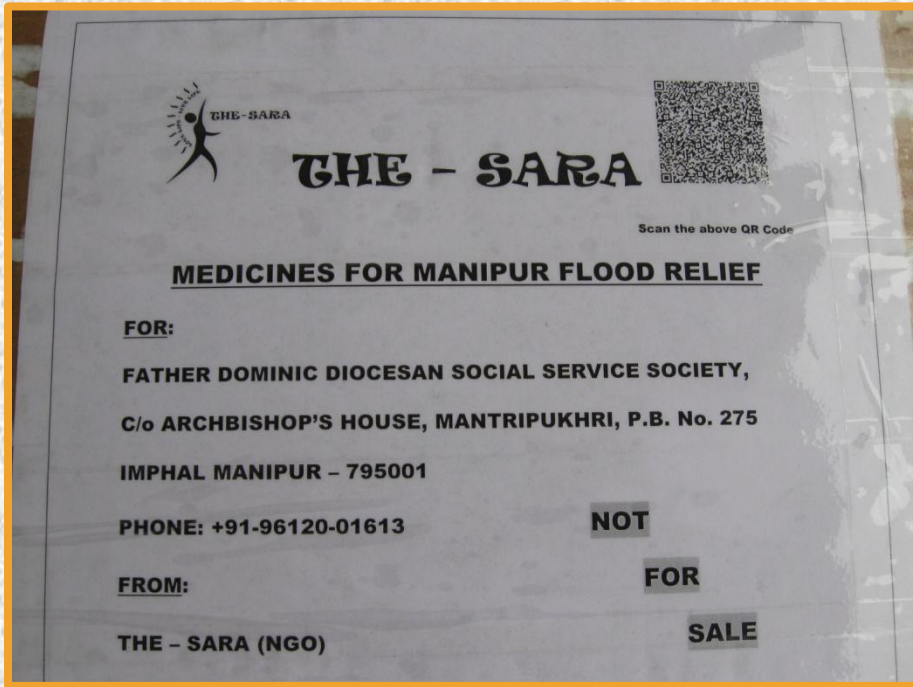 THE-SARA
THE - SARA
Scan the above QR Code
MEDICINES FOR MANIPUR FLOOD RELIEF
FOR:
FATHER DOMINIC DIOCESAN SOCIAL SERVICE SOCIETY,
C/o ARCHBISHOP'S HOUSE, MANTRIPUKHRI, P.B. No. 275
IMPHAL MANIPUR – 795001
PHONE: +91-96120-01613
NOT
FROM:
FOR
THE – SARA (NGO)
SALE